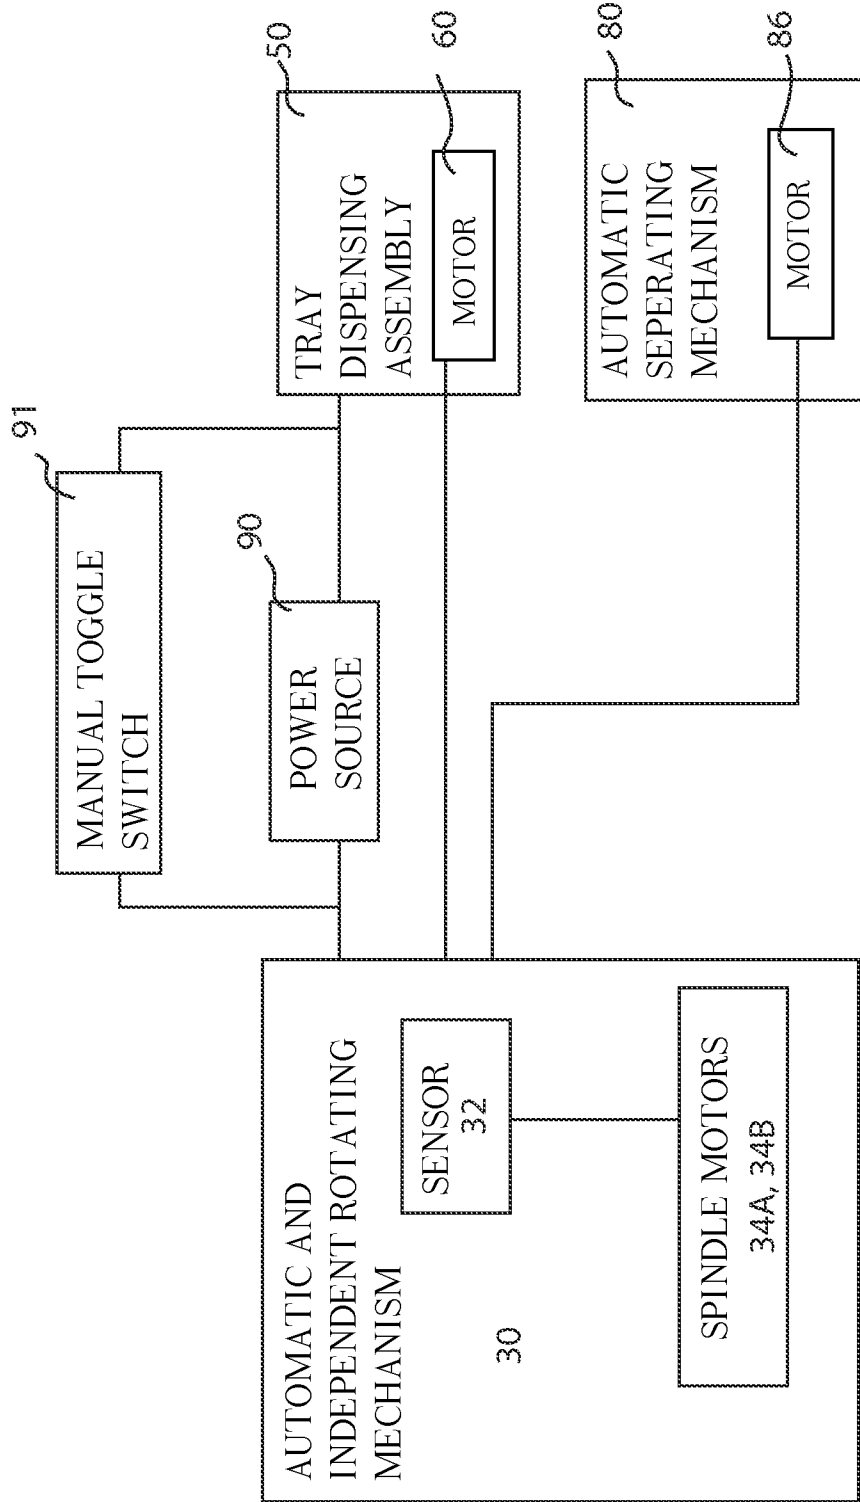 MANUAL TOGGLE
SWITCH
91
POWER
SOURCE
90
AUTOMATIC AND
INDEPENDENT ROTATING
MECHANISM
30
SENSOR
32
SPINDLE MOTORS
34A, 34B
TRAY
DISPENSING
ASSEMBLY
50
MOTOR
60
AUTOMATIC
SEPERATING
MECHANISM
80
MOTOR
86